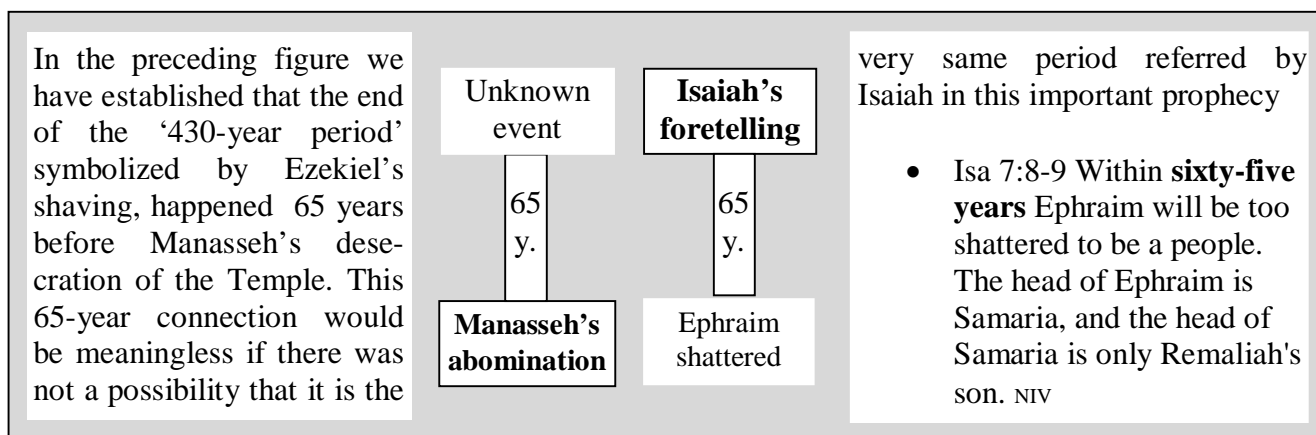 In the preceding figure we
have established that the end
of the ‘430-year period’
symbolized by Ezekiel’s
shaving, happened 65 years
before Manasseh’s dese-
cration of the Temple. This
65-year connection would
be meaningless if there was
not a possibility that it is the
Unknown
event
65
y.
Manasseh’s
abomination
Isaiah’s
foretelling
65
y.
Ephraim
shattered
very same period referred by
Isaiah in this important prophecy
• Isa 7:8-9 Within sixty-five
years Ephraim will be too
shattered to be a people.
The head of Ephraim is
Samaria, and the head of
Samaria is only Remaliah's
son. NIV